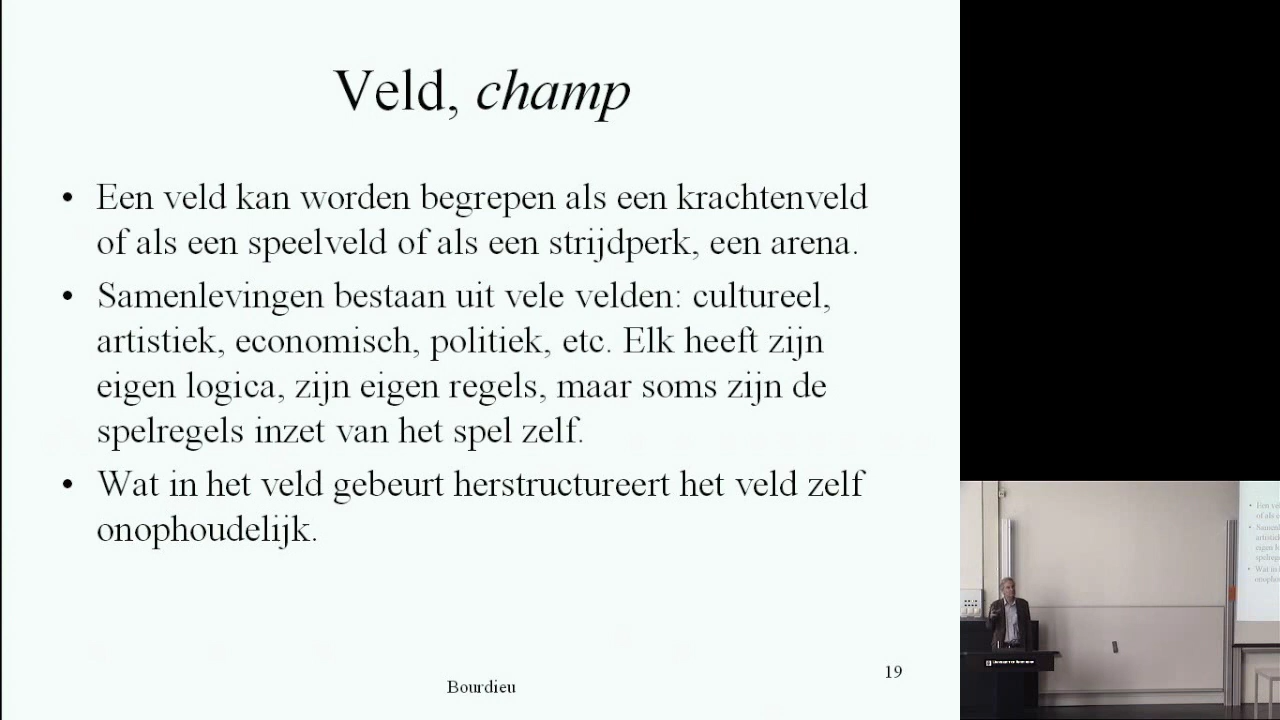 Veld, champ
• Een veld kan worden begrepen als een krachtenveld
of als een speelveld of als een strijdperk, een arena.
• Samenlevingen bestaan uit vele velden: cultureel,
artistiek, economisch, politiek, etc. Elk heeft zijn
eigen logica, zijn eigen regels, maar soms zijn de
spelregels inzet van het spel zelf.
• Wat in het veld gebeurt herstructureert het veld zelf
onophoudelijk.
Bourdieu
19